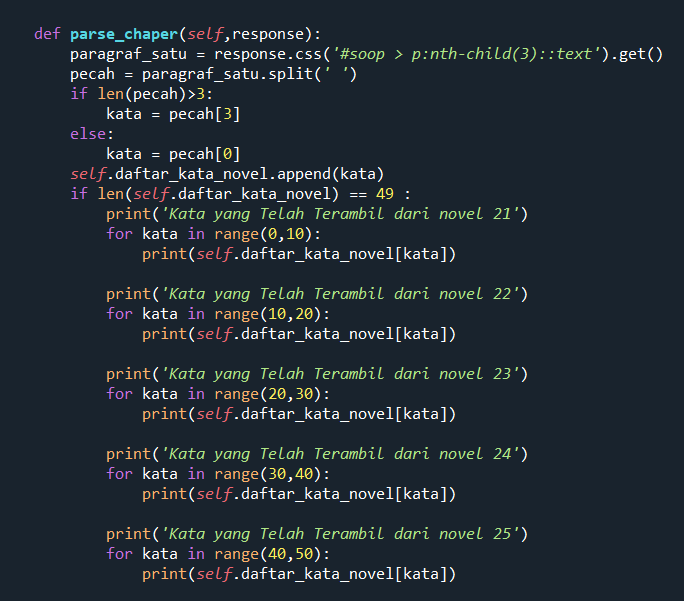 def parse_chaper(self,response):
    paragraf_satu = response.css('#soop > p:nth-child(3)::text').get()
    pecah = paragraf_satu.split(' ')
    if len(pecah)>3:
        kata = pecah[3]
    else:
        kata = pecah[0]
    self.daftar_kata_novel.append(kata)
    if len(self.daftar_kata_novel) == 49 :
        print('Kata yang Telah Terambil dari novel 21')
        for kata in range(0,10):
            print(self.daftar_kata_novel[kata])

        print('Kata yang Telah Terambil dari novel 22')
        for kata in range(10,20):
            print(self.daftar_kata_novel[kata])

        print('Kata yang Telah Terambil dari novel 23')
        for kata in range(20,30):
            print(self.daftar_kata_novel[kata])

        print('Kata yang Telah Terambil dari novel 24')
        for kata in range(30,40):
            print(self.daftar_kata_novel[kata])

        print('Kata yang Telah Terambil dari novel 25')
        for kata in range(40,50):
            print(self.daftar_kata_novel[kata])